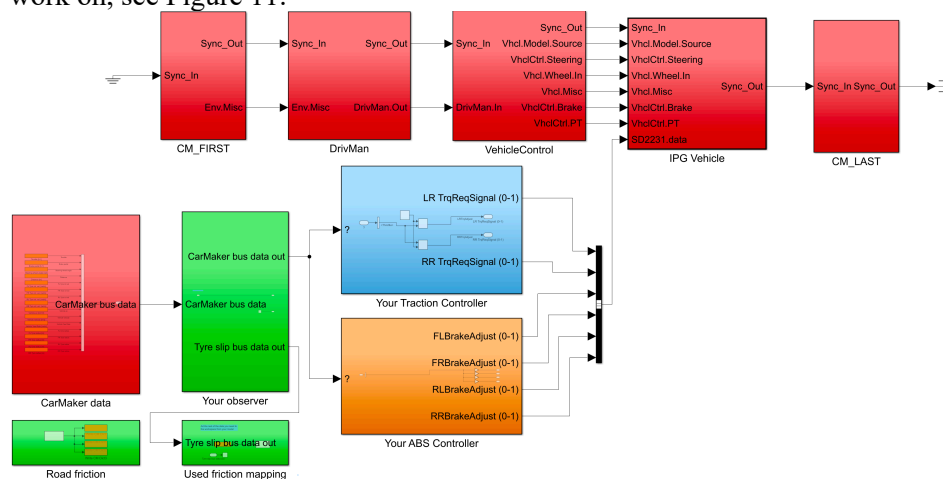 work on, see Figure 11.
Sync_In
Sync_Out
Env.Misc
CM_FIRST
Sync_In
Sync_Out
Env.Misc
DrivMan.Out
DrivMan
Sync_In
DrivMan.In
Sync_Out
Vhcl.Model.Source
VhclCtrl.Steering
Vhcl.Wheel.In
Vhcl.Misc
VhclCtrl.Brake
VhclCtrl.PT
VehicleControl
Sync_In
Vhcl.Model.Source
VhclCtrl.Steering
Vhcl.Wheel.In
Vhcl.Misc
VhclCtrl.Brake
VhclCtrl.PT
SD2231.data
Sync_Out
IPG Vehicle
Sync_In Sync_Out
CM_LAST
CarMaker bus data
CarMaker data
CarMaker bus data out
CarMaker bus data
Tyre slip bus data out
Your observer
?
LR TrqReqSignal (0-1)
RR TrqReqSignal (0-1)
Your Traction Controller
?
FLBrakeAdjust (0-1)
FRBrakeAdjust (0-1)
RLBrakeAdjust (0-1)
RRBrakeAdjust (0-1)
Your ABS Controller
Road friction
Tyre slip bus data out
Used friction mapping